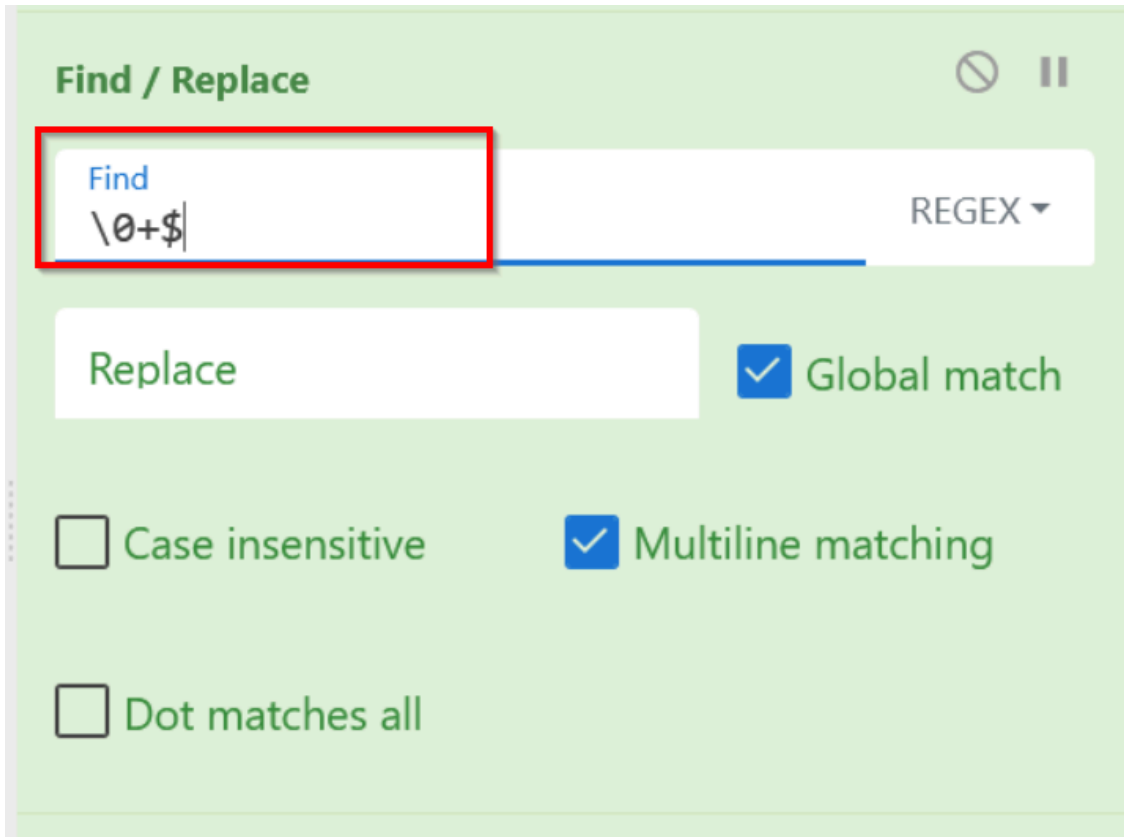 Find / Replace
Find
\0+$
REGEX
Replace
Global match
Case insensitive
Multiline matching
Dot matches all